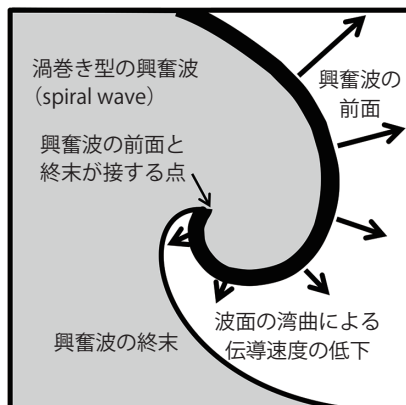 渦巻き型の興奮波
(spiral wave)
興奮波の
前面
興奮波の前面と
終末が接する点
興奮波の終末
波面の湾曲による
伝導速度の低下